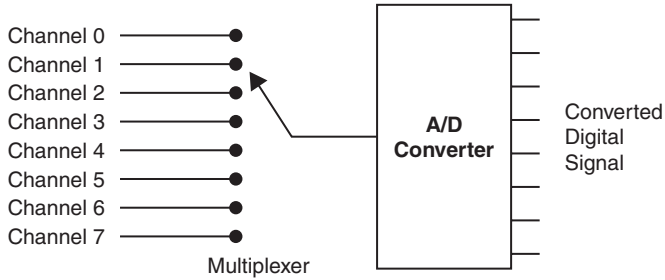 Channel 0
Channel 1
Channel 2
Channel 3
Channel 4
Channel 5
Channel 6
Channel 7
Multiplexer
A/D
Converter
Converted
Digital
Signal